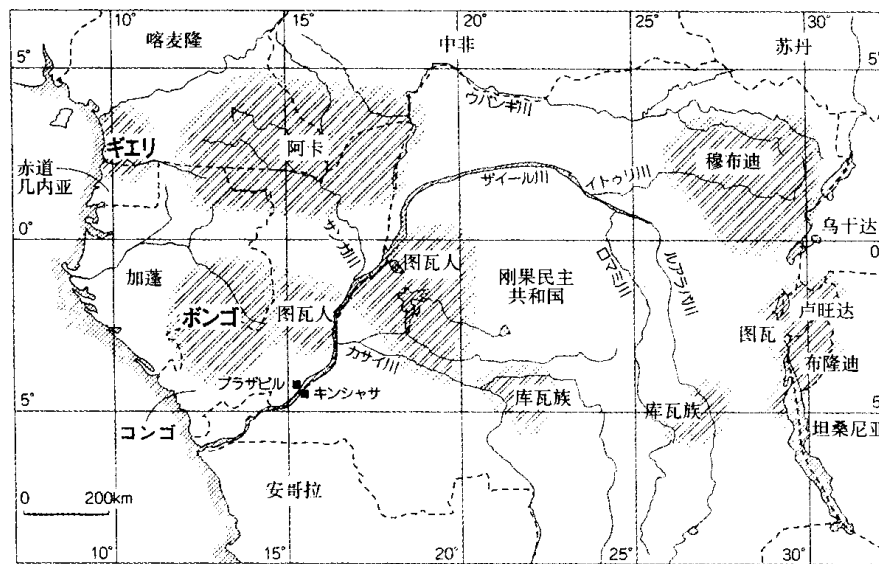 10° 15° 20° 25° 30°
喀麦隆
中非
苏丹
5°
5°
ウバンギ川
ギエリ
阿卡
穆布迪
赤道
几内亚
ザイール川
イトゥリ川
サンガ川
乌干达
0°
0
图瓦人
加蓬
刚果民主
共和国
ロマミ川
ルアラバ川
ボンゴ
图瓦人
图瓦
卢旺达
カサイ川
布隆迪
ブラザビル
キンシャサ
库瓦族
库瓦族
5°
5
コンゴ
坦桑尼亚
安哥拉
0 200km
10° 15° 20° 25° 30°